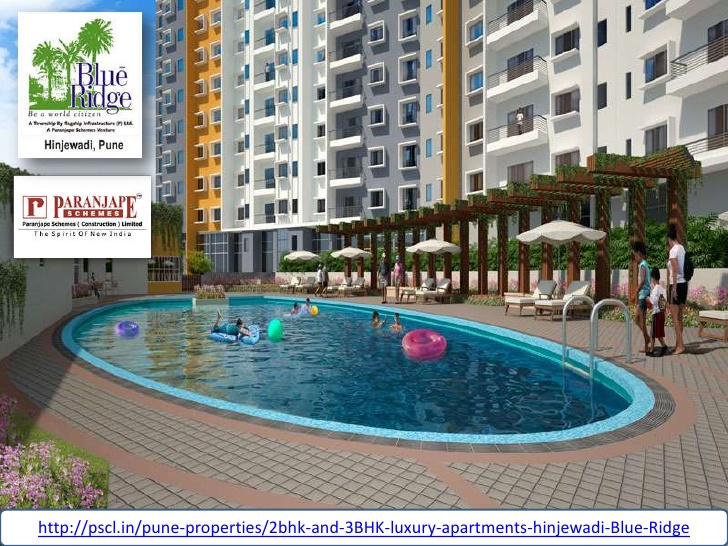 Blue
Ridge
Be a world citizen
A Township By flagship Infrastructure (P) Ltd.
A Paranjape Schemes Venture
Hinjewadi, Pune
PARANJAPE
SCHEMES
Paranjape Schemes ( Construction ) Limited
The Spirit Of New India
http://pscl.in/pune-properties/2bhk-and-3BHK-luxury-apartments-hinjewadi-Blue-Ridge